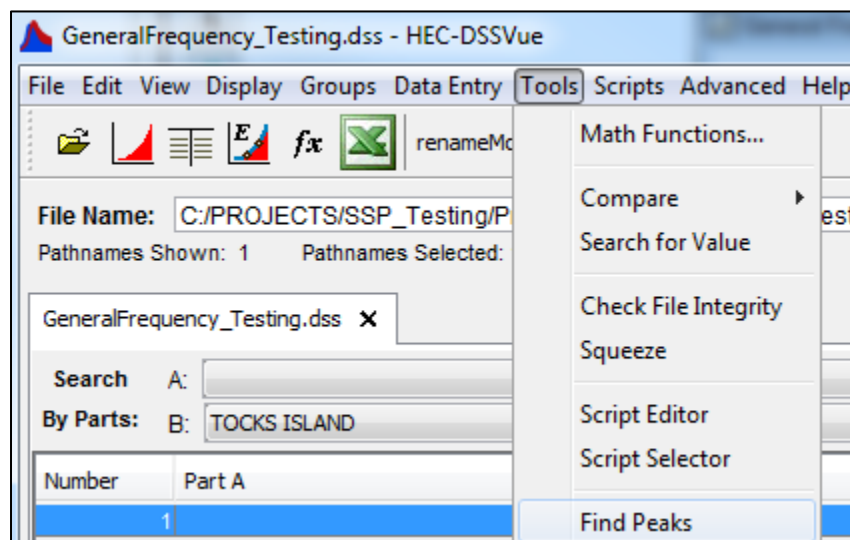 GeneralFrequency_Testing.dss - HEC-DSSVue
File Edit View Display Groups Data Entry Tools Scripts Advanced Help
E fx renameMo
Math Functions...
Compare
Search for Value
Check File Integrity
Squeeze
Script Editor
Script Selector
Find Peaks
File Name: C:/PROJECTS/SSP_Testing/P
Pathnames Shown: 1 Pathnames Selected:
GeneralFrequency_Testing.dss
Search A:
By Parts: B: TOCKS ISLAND
Number Part A
1